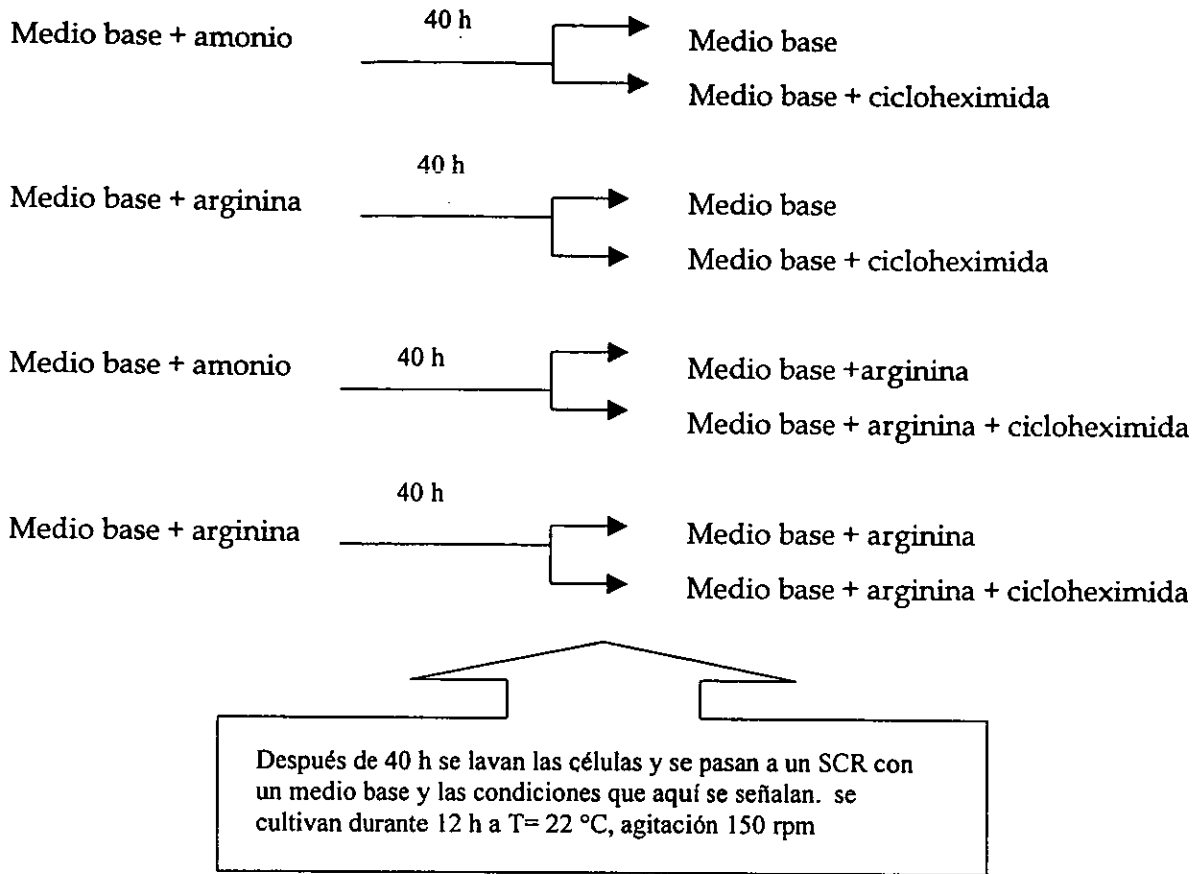 40 h
Medio base + amonio
Medio base
Medio base + cicloheximida
40 h
Medio base + arginina
Medio base
Medio base + cicloheximida
Medio base + amonio
40 h
Medio base +arginina
Medio base + arginina + cicloheximida
40 h
Medio base + arginina
Medio base + arginina
Medio base + arginina + cicloheximida
Después de 40 h se lavan las células y se pasan a un SCR con
un medio base y las condiciones que aquí se señalan. se
cultivan durante 12 h a T= 22 °C, agitación 150 rpm